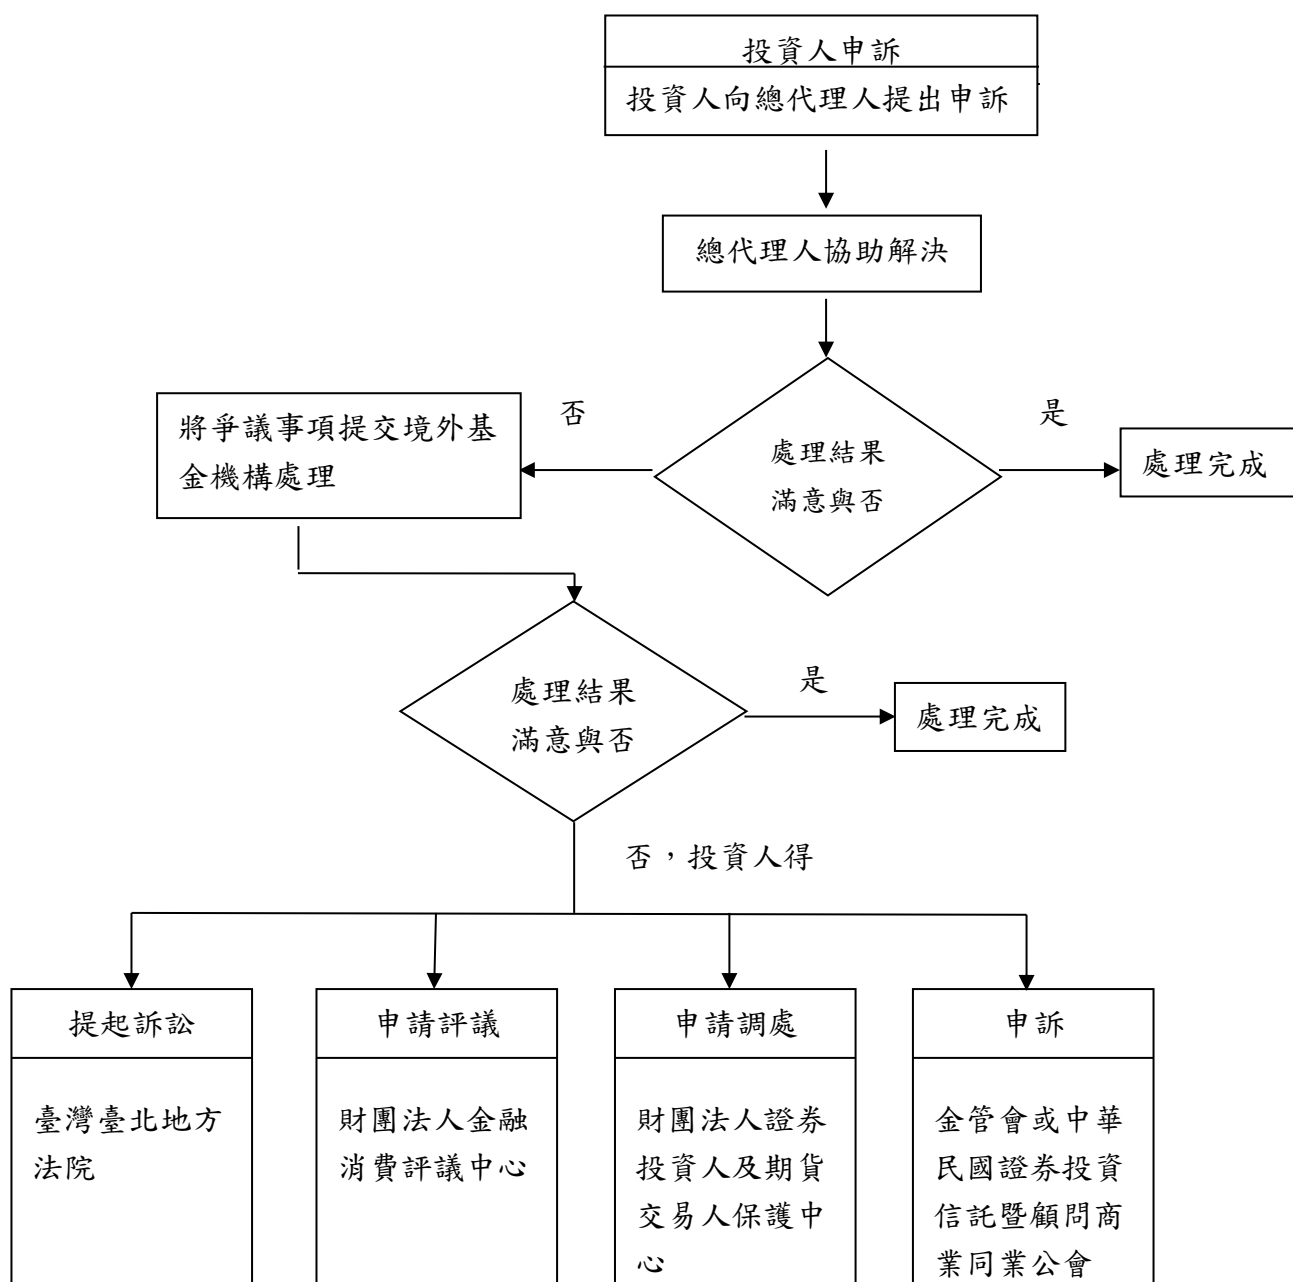 投資人申訴
投資人向總代理人提出申訴
總代理人協助解決
否
是
將爭議事項提交境外基
金機構處理
處理結果
滿意與否
處理完成
處理結果
滿意與否
是
處理完成
否，投資人得
提起訴訟
臺灣臺北地方
法院
申請評議
財團法人金融
消費評議中心
申請調處
財團法人證券
投資人及期貨
交易人保護中
心
申訴
金管會或中華
民國證券投資
信託暨顧問商
業同業公會